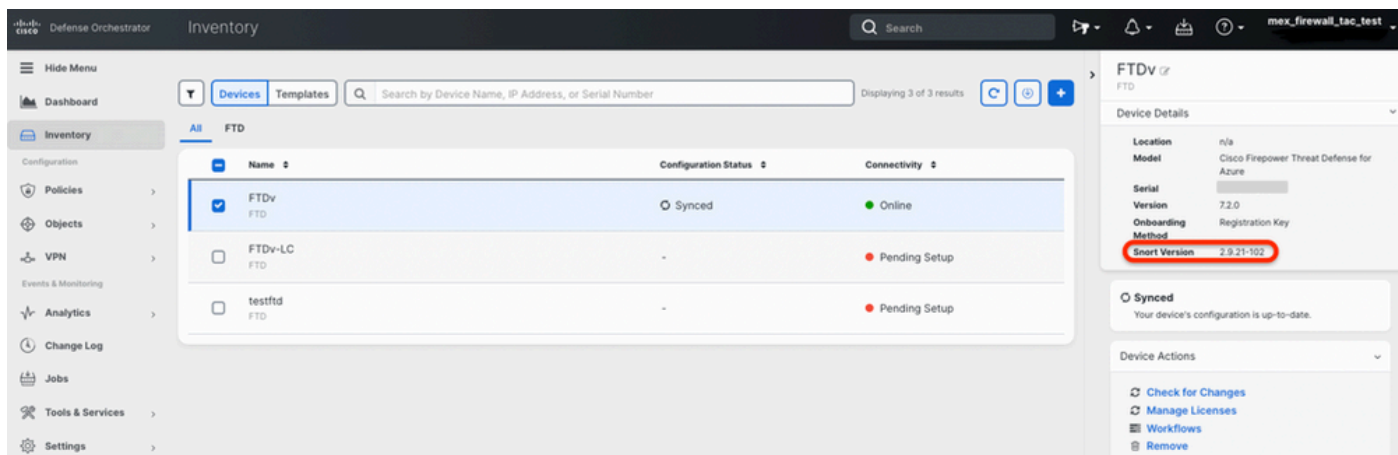 cisco Defense Orchestrator
Inventory
Search
mex_firewall_tac_test
Hide Menu
Dashboard
Inventory
Configuration
Policies
Objects
VPN
Events & Monitoring
Analytics
Change Log
Jobs
Tools & Services
Settings
Devices Templates
Search by Device Name, IP Address, or Serial Number
Displaying 3 of 3 results
All FTD
Name Configuration Status Connectivity
FTDv
FTD
Synced Online
FTDv-LC
FTD
- Pending Setup
testftd
FTD
- Pending Setup
FTDv
FTD
Device Details
Location n/a
Model Cisco Firepower Threat Defense for
Azure
Serial
Version 7.2.0
Onboarding Registration Key
Method
Snort Version 2.9.21-102
Synced
Your device's configuration is up-to-date.
Device Actions
Check for Changes
Manage Licenses
Workflows
Remove